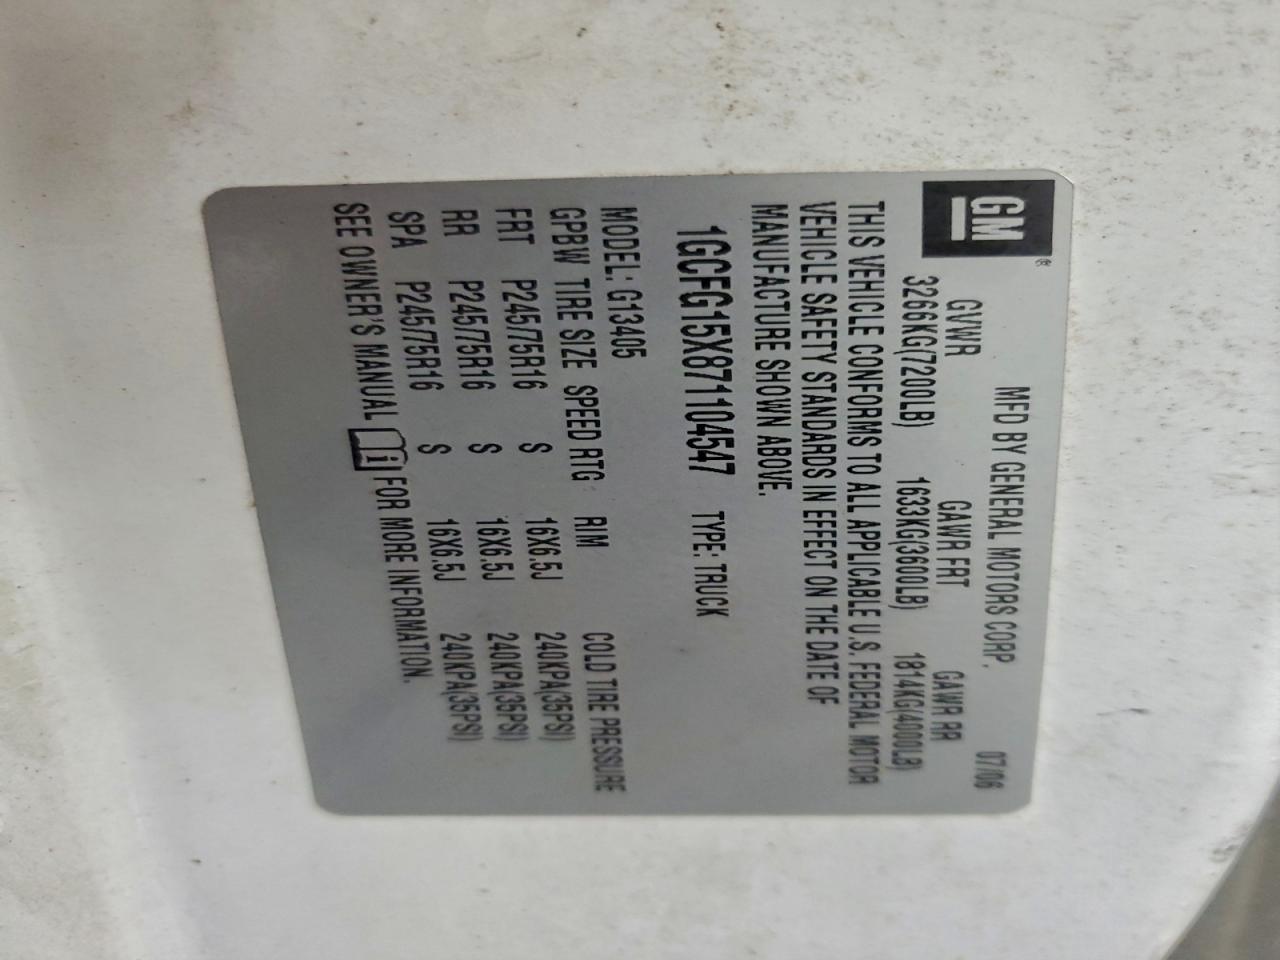 GM®
MFD BY GENERAL MOTORS CORP. 07/06
GVWR GAWR FRT GAWR RR
3266KG(7200LB) 1633KG(3600LB) 1814KG(4000LB)
THIS VEHICLE CONFORMS TO ALL APPLICABLE U.S. FEDERAL MOTOR
VEHICLE SAFETY STANDARDS IN EFFECT ON THE DATE OF
MANUFACTURE SHOWN ABOVE.
1GCFG15X871104547 TYPE: TRUCK
MODEL: G13405
GPBW TIRE SIZE SPEED RTG RIM COLD TIRE PRESSURE
FRT P245/75R16 S 16X6.5J 240KPA(35PSI)
RR P245/75R16 S 16X6.5J 240KPA(35PSI)
SPA P245/75R16 S 16X6.5J 240KPA(35PSI)
SEE OWNER'S MANUAL i FOR MORE INFORMATION.